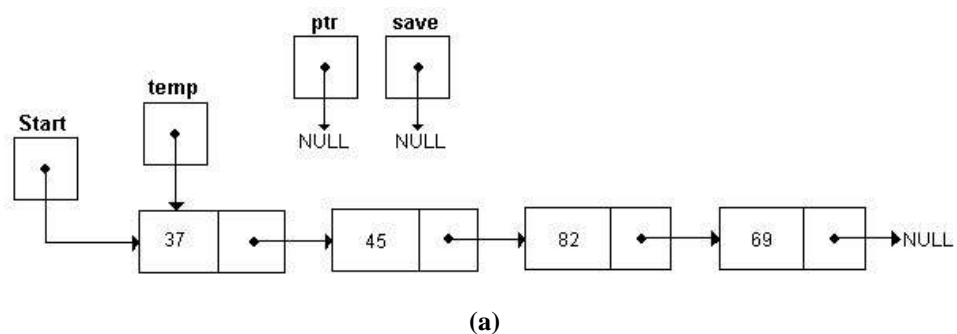 ptr save
temp
Start
NULL NULL
37 45 82 69 NULL
(a)